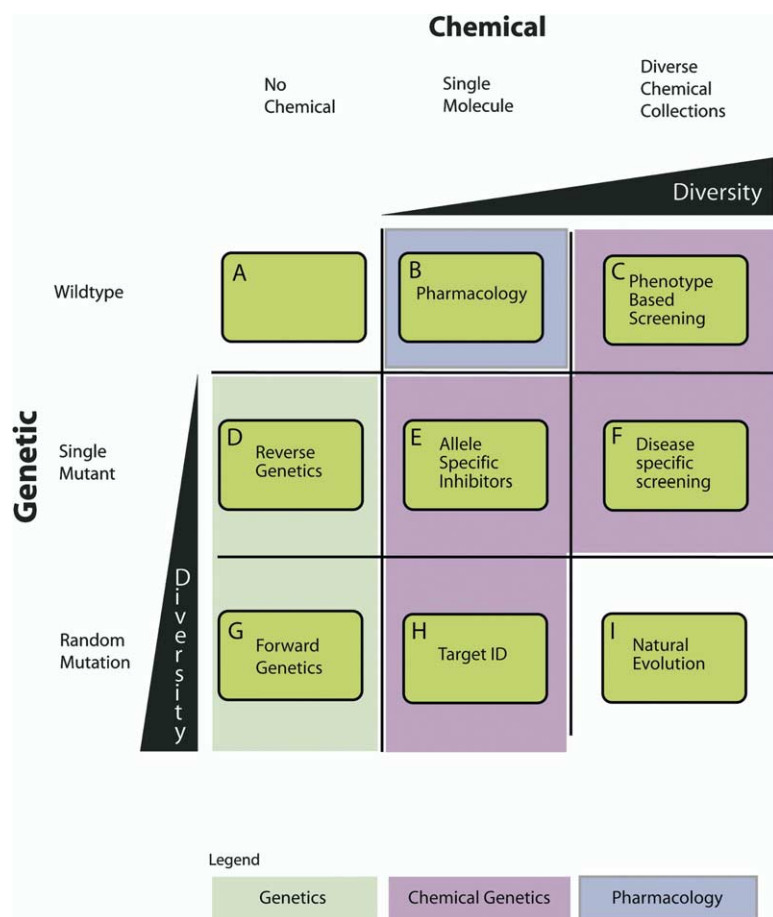 Chemical
No
Chemical
Single
Molecule
Diverse
Chemical
Collections
Diversity
Genetic
Wildtype
A
B
Pharmacology
C
Phenotype
Based
Screening
Single
Mutant
D
Reverse
Genetics
E
Allele
Specific
Inhibitors
F
Disease
specific
screening
Diversity
Random
Mutation
G
Forward
Genetics
H
Target ID
I
Natural
Evolution
Legend
Genetics
Chemical Genetics
Pharmacology